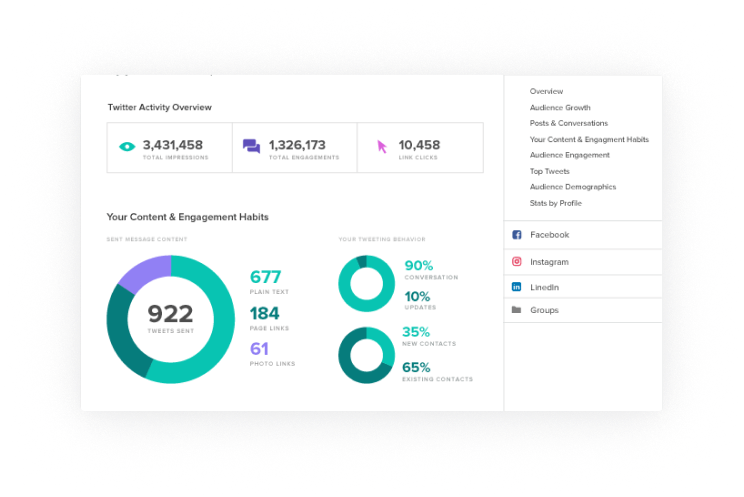 Twitter Activity Overview
3,431,458
TOTAL IMPRESSIONS
1,326,173
TOTAL ENGAGEMENTS
10,458
LINK CLICKS
Your Content & Engagement Habits
SENT MESSAGE CONTENT
922
TWEETS SENT
677
PLAIN TEXT
184
PAGE LINKS
61
PHOTO LINKS
YOUR TWEETING BEHAVIOR
90%
CONVERSATION
10%
UPDATES
35%
NEW CONTACTS
65%
EXISTING CONTACTS
Overview
Audience Growth
Posts & Conversations
Your Content & Engagment Habits
Audience Engagement
Top Tweets
Audience Demographics
Stats by Profile
Facebook
Instagram
LinedIn
Groups